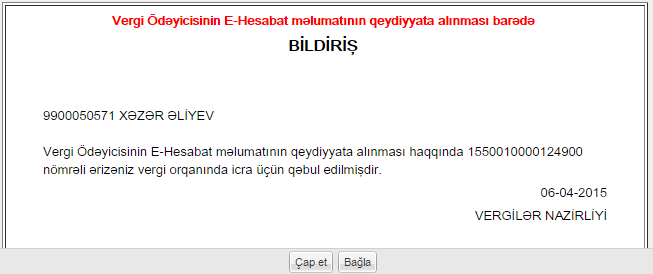 Vergi Ödəyicisinin E-Hesabat məlumatının qeydiyyata alınması barədə
BİLDİRİŞ
9900050571 XƏZƏR ƏLİYEV
Vergi Ödəyicisinin E-Hesabat məlumatının qeydiyyata alınması haqqında 1550010000124900
nömrəli ərizəniz vergi orqanında icra üçün qəbul edilmişdir.
06-04-2015
VERGİLƏR NAZİRLİYİ
Çap et Bağla